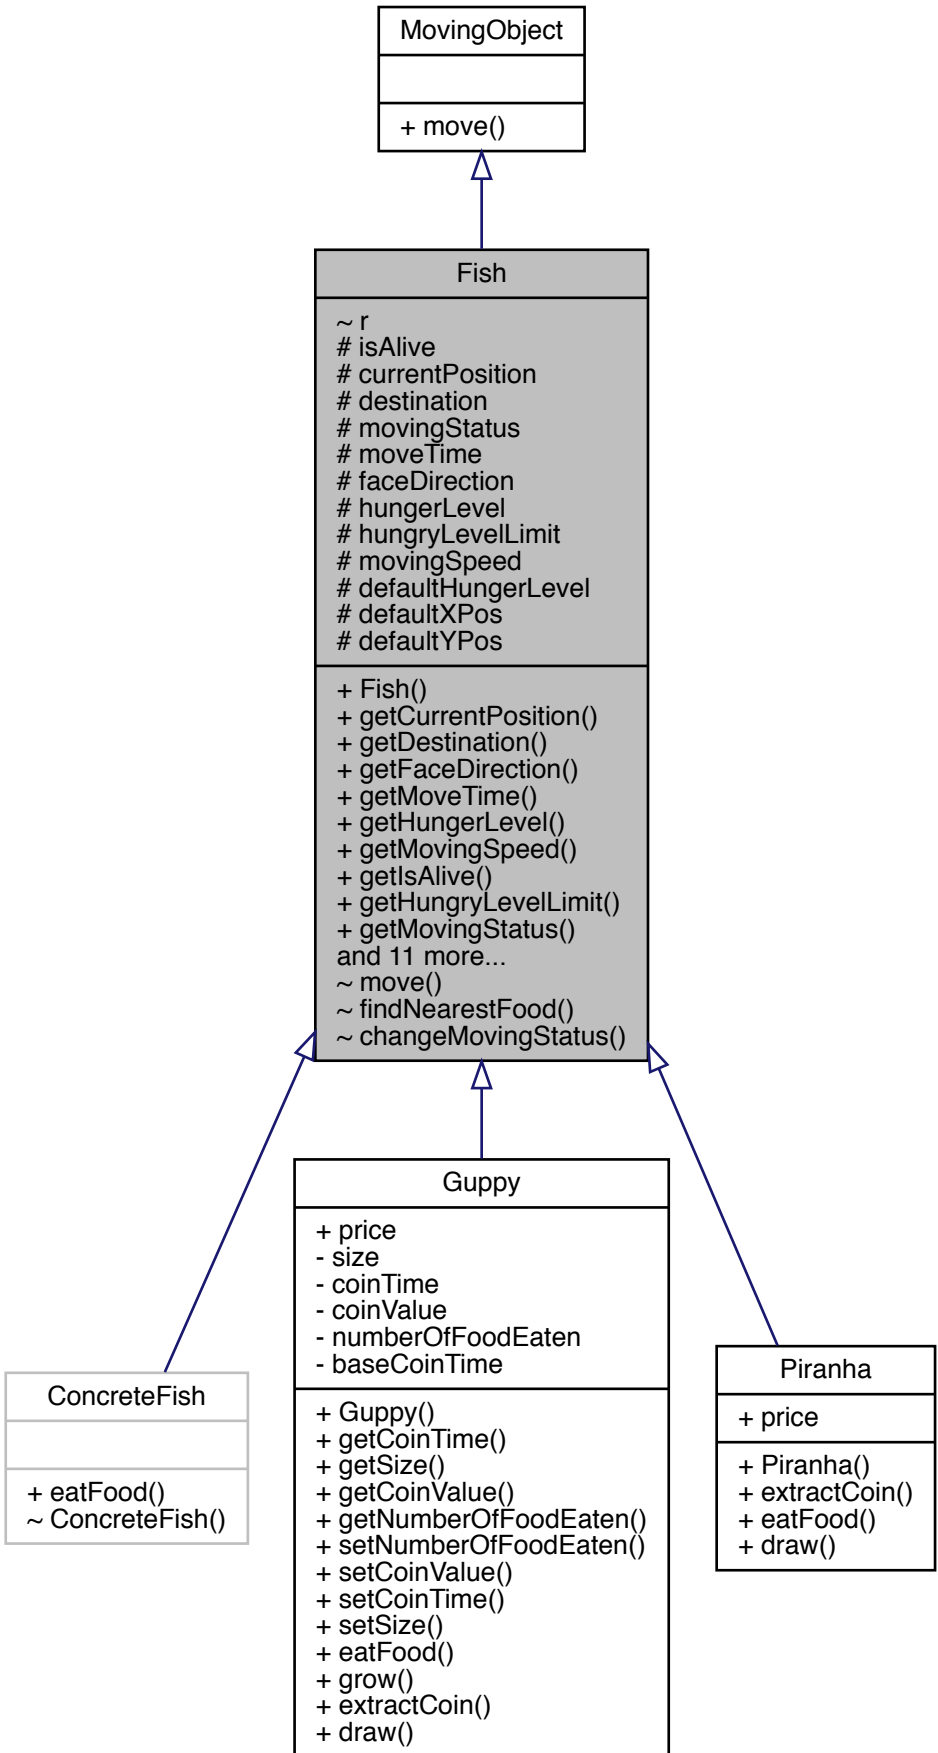 MovingObject
+ move()
Fish
~ r
# isAlive
# currentPosition
# destination
# movingStatus
# moveTime
# faceDirection
# hungerLevel
# hungryLevelLimit
# movingSpeed
# defaultHungerLevel
# defaultXPos
# defaultYPos
+ Fish()
+ getCurrentPosition()
+ getDestination()
+ getFaceDirection()
+ getMoveTime()
+ getHungerLevel()
+ getMovingSpeed()
+ getIsAlive()
+ getHungryLevelLimit()
+ getMovingStatus()
and 11 more...
~ move()
~ findNearestFood()
~ changeMovingStatus()
ConcreteFish
+ eatFood()
~ ConcreteFish()
Guppy
+ price
- size
- coinTime
- coinValue
- numberOfFoodEaten
- baseCoinTime
+ Guppy()
+ getCoinTime()
+ getSize()
+ getCoinValue()
+ getNumberOfFoodEaten()
+ setNumberOfFoodEaten()
+ setCoinValue()
+ setCoinTime()
+ setSize()
+ eatFood()
+ grow()
+ extractCoin()
+ draw()
Piranha
+ price
+ Piranha()
+ extractCoin()
+ eatFood()
+ draw()